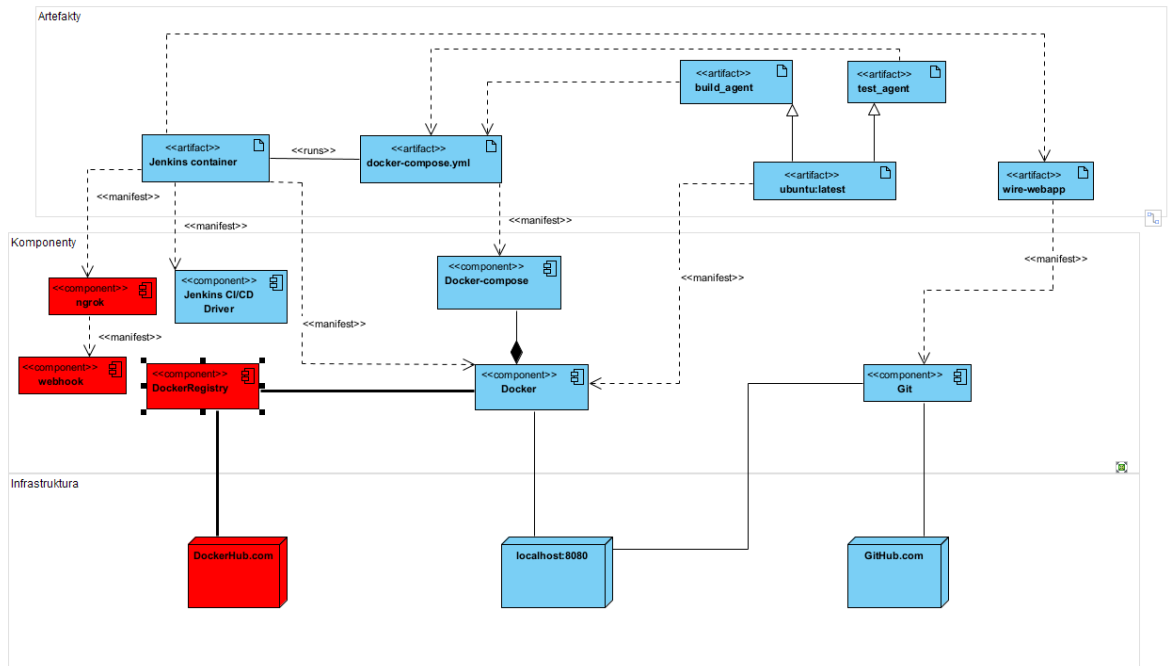 Artefakty
<<artifact>>
build_agent
<<artifact>>
test_agent
<<artifact>>
Jenkins container
<<runs>>
<<artifact>>
docker-compose.yml
<<artifact>>
ubuntu:latest
<<artifact>>
wire-webapp
<<manifest>>
<<manifest>>
<<manifest>>
Komponenty
<<manifest>>
<<component>>
ngrok
<<component>>
Jenkins CI/CD
Driver
<<component>>
Docker-compose
<<manifest>>
<<manifest>>
<<manifest>>
<<component>>
webhook
<<component>>
DockerRegistry
<<component>>
Docker
<<component>>
Git
Infrastruktura
DockerHub.com
localhost:8080
GitHub.com